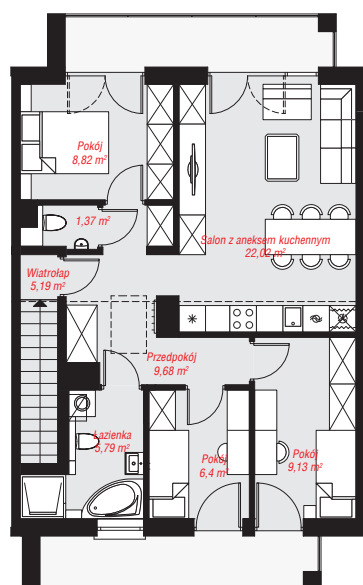 Pokój
8,82 m²
1,37 m²
Salon z aneksem kuchennym
22,02 m²
Wiatrołap
5,19 m²
Przedpokój
9,68 m²
Łazienka
5,79 m²
Pokój
6,4 m²
Pokój
9,13 m²